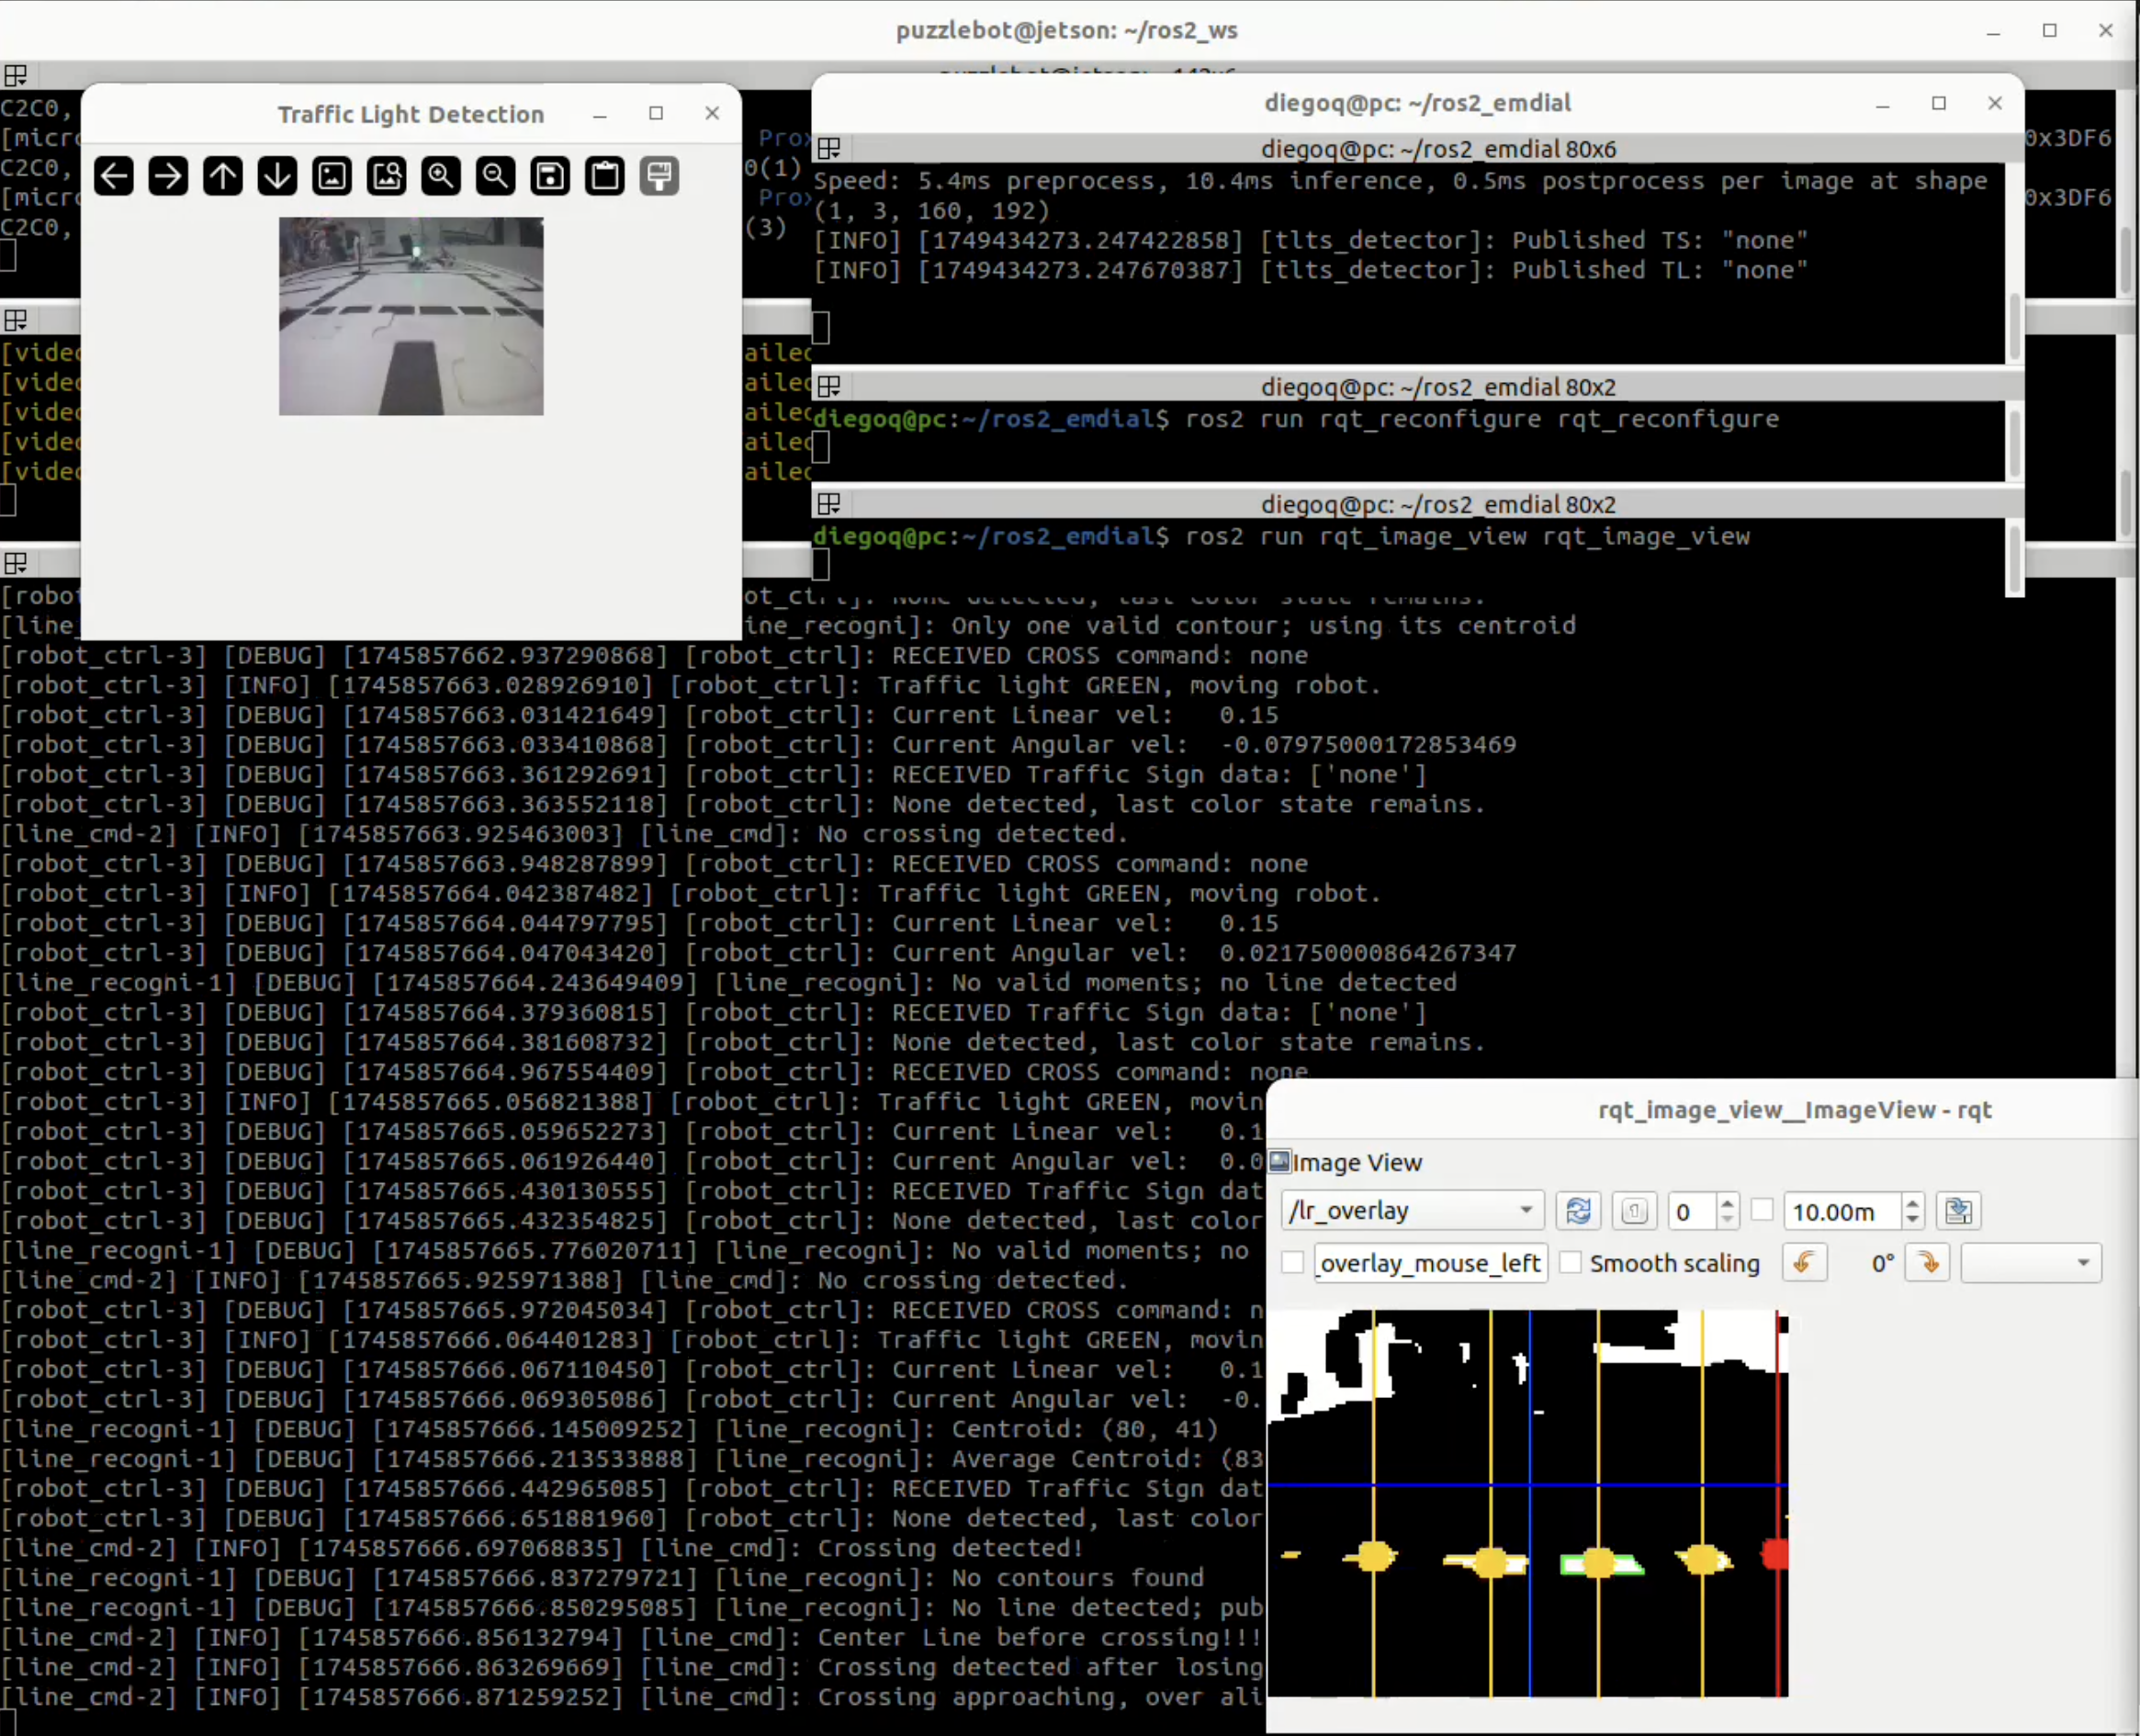 puzzlebot@jetson: ~/ros2_ws
C2C0,
[micro
C2C0,
[micro
C2C0,
Prox
0(1)
Prox
(3)
0x3DF6
0x3DF6
Traffic Light Detection
diegoq@pc: ~/ros2_emdial
diegoq@pc: ~/ros2_emdial 80x6
Speed: 5.4ms preprocess, 10.4ms inference, 0.5ms postprocess per image at shape
(1, 3, 160, 192)
[INFO] [1749434273.247422858] [tlts_detector]: Published TS: "none"
[INFO] [1749434273.247670387] [tlts_detector]: Published TL: "none"
diegoq@pc: ~/ros2_emdial 80x2
diegoq@pc:~/ros2_emdial$ ros2 run rqt_reconfigure rqt_reconfigure
diegoq@pc: ~/ros2_emdial 80x2
diegoq@pc:~/ros2_emdial$ ros2 run rqt_image_view rqt_image_view
[video
[video
[video
[video
[video
ailed
ailed
ailed
ailed
ailed
[robot ot_ctrl]: None detected, last color state remains.
[line_ ine_recogni]: Only one valid contour; using its centroid
[robot_ctrl-3] [DEBUG] [1745857662.937290868] [robot_ctrl]: RECEIVED CROSS command: none
[robot_ctrl-3] [INFO] [1745857663.028926910] [robot_ctrl]: Traffic light GREEN, moving robot.
[robot_ctrl-3] [DEBUG] [1745857663.031421649] [robot_ctrl]: Current Linear vel: 0.15
[robot_ctrl-3] [DEBUG] [1745857663.033410868] [robot_ctrl]: Current Angular vel: -0.07975000172853469
[robot_ctrl-3] [DEBUG] [1745857663.361292691] [robot_ctrl]: RECEIVED Traffic Sign data: ['none']
[robot_ctrl-3] [DEBUG] [1745857663.363552118] [robot_ctrl]: None detected, last color state remains.
[line_cmd-2] [INFO] [1745857663.925463003] [line_cmd]: No crossing detected.
[robot_ctrl-3] [DEBUG] [1745857663.948287899] [robot_ctrl]: RECEIVED CROSS command: none
[robot_ctrl-3] [INFO] [1745857664.042387482] [robot_ctrl]: Traffic light GREEN, moving robot.
[robot_ctrl-3] [DEBUG] [1745857664.044797795] [robot_ctrl]: Current Linear vel: 0.15
[robot_ctrl-3] [DEBUG] [1745857664.047043420] [robot_ctrl]: Current Angular vel: 0.021750000864267347
[line_recogni-1] [DEBUG] [1745857664.243649409] [line_recogni]: No valid moments; no line detected
[robot_ctrl-3] [DEBUG] [1745857664.379360815] [robot_ctrl]: RECEIVED Traffic Sign data: ['none']
[robot_ctrl-3] [DEBUG] [1745857664.381608732] [robot_ctrl]: None detected, last color state remains.
[robot_ctrl-3] [DEBUG] [1745857664.967554409] [robot_ctrl]: RECEIVED CROSS command: none
[robot_ctrl-3] [INFO] [1745857665.056821388] [robot_ctrl]: Traffic light GREEN, movin
[robot_ctrl-3] [DEBUG] [1745857665.059652273] [robot_ctrl]: Current Linear vel: 0.1
[robot_ctrl-3] [DEBUG] [1745857665.061926440] [robot_ctrl]: Current Angular vel: 0.0
[robot_ctrl-3] [DEBUG] [1745857665.430130555] [robot_ctrl]: RECEIVED Traffic Sign dat
[robot_ctrl-3] [DEBUG] [1745857665.432354825] [robot_ctrl]: None detected, last color
[line_recogni-1] [DEBUG] [1745857665.776020711] [line_recogni]: No valid moments; no
[line_cmd-2] [INFO] [1745857665.925971388] [line_cmd]: No crossing detected.
[robot_ctrl-3] [DEBUG] [1745857665.972045034] [robot_ctrl]: RECEIVED CROSS command: n
[robot_ctrl-3] [INFO] [1745857666.064401283] [robot_ctrl]: Traffic light GREEN, movin
[robot_ctrl-3] [DEBUG] [1745857666.067110450] [robot_ctrl]: Current Linear vel: 0.1
[robot_ctrl-3] [DEBUG] [1745857666.069305086] [robot_ctrl]: Current Angular vel: -0.
[line_recogni-1] [DEBUG] [1745857666.145009252] [line_recogni]: Centroid: (80, 41)
[line_recogni-1] [DEBUG] [1745857666.213533888] [line_recogni]: Average Centroid: (83
[robot_ctrl-3] [DEBUG] [1745857666.442965085] [robot_ctrl]: RECEIVED Traffic Sign dat
[robot_ctrl-3] [DEBUG] [1745857666.651881960] [robot_ctrl]: None detected, last color
[line_cmd-2] [INFO] [1745857666.697068835] [line_cmd]: Crossing detected!
[line_recogni-1] [DEBUG] [1745857666.837279721] [line_recogni]: No contours found
[line_recogni-1] [DEBUG] [1745857666.850295085] [line_recogni]: No line detected; pub
[line_cmd-2] [INFO] [1745857666.856132794] [line_cmd]: Center Line before crossing!!!
[line_cmd-2] [INFO] [1745857666.863269669] [line_cmd]: Crossing detected after losing
[line_cmd-2] [INFO] [1745857666.871259252] [line_cmd]: Crossing approaching, over ali
rqt_image_view__ImageView - rqt
Image View
/lr_overlay 0 10.00m
_overlay_mouse_left Smooth scaling 0°